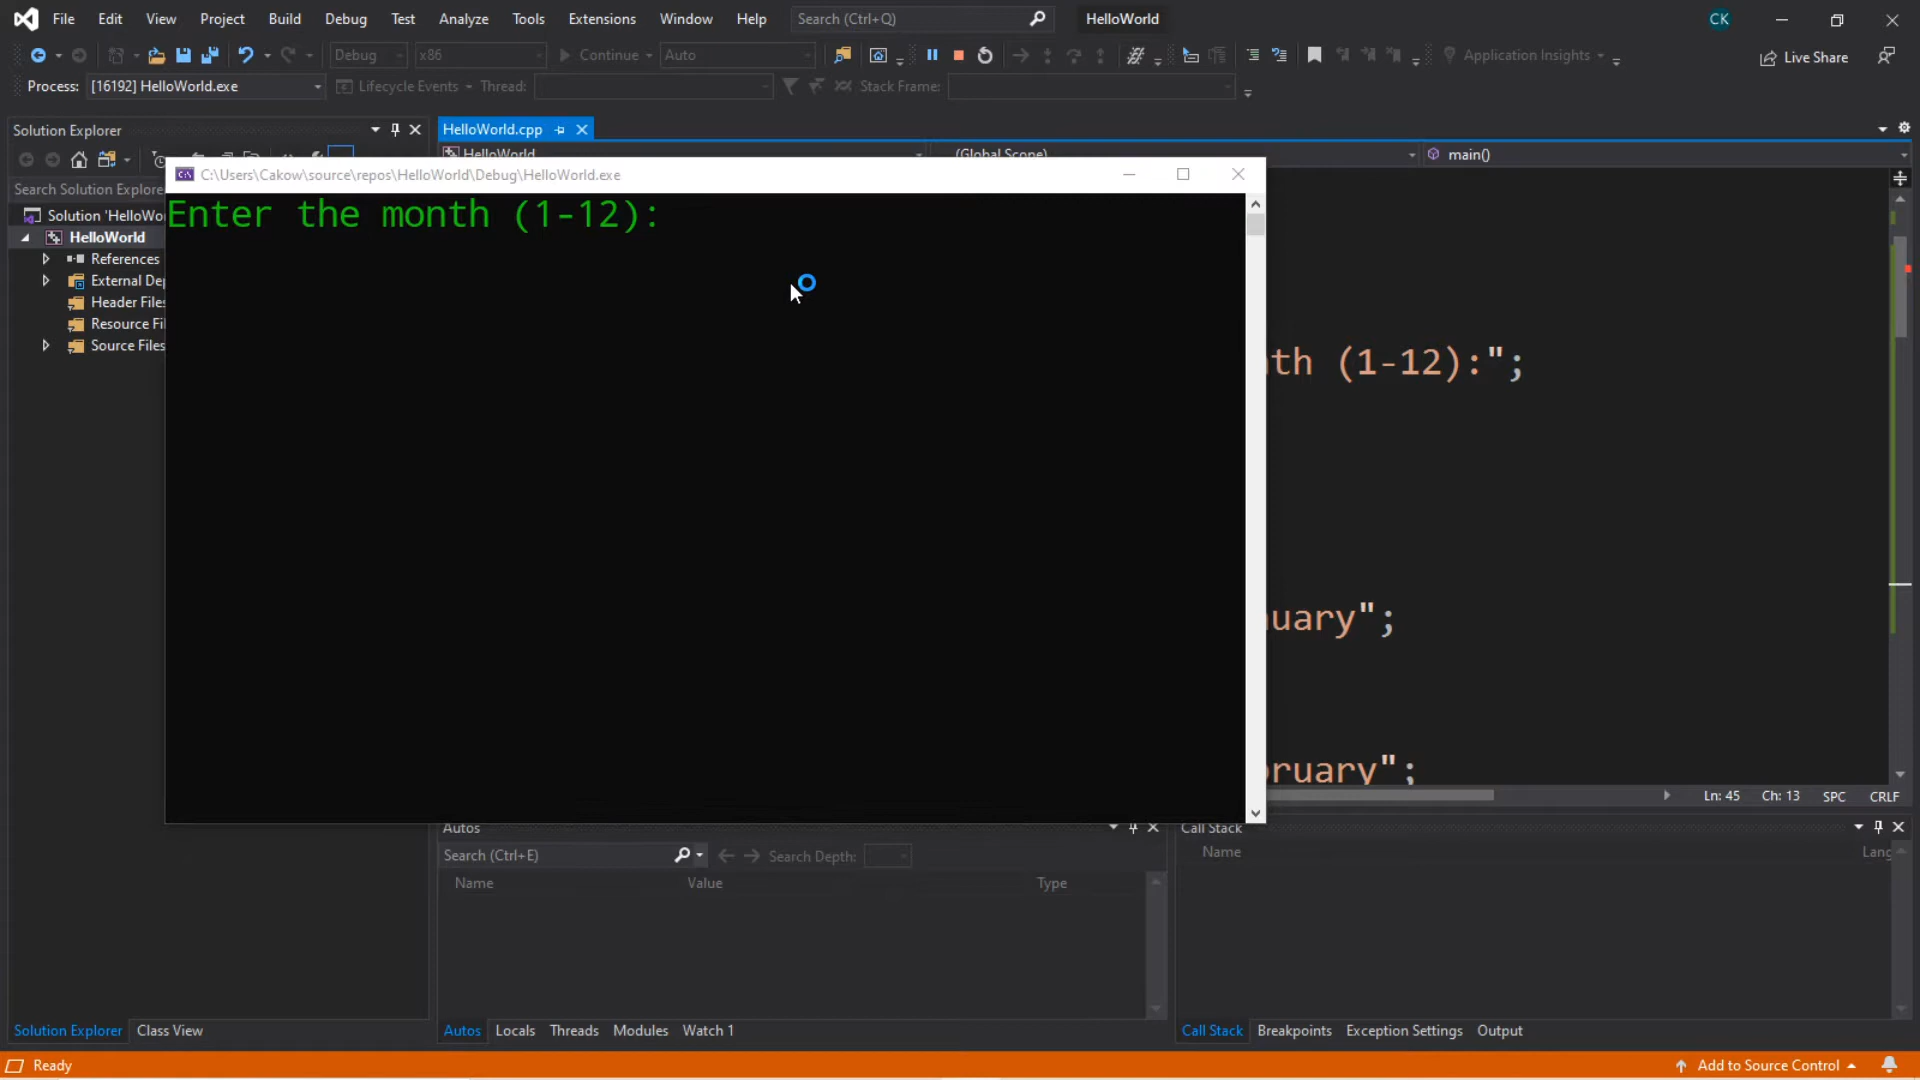 File Edit View Project Build Debug Test Analyze Tools Extensions Window Help Search (Ctrl+Q) HelloWorld CK
Debug x86 Continue Auto Application Insights Live Share
Process: [16192] HelloWorld.exe Lifecycle Events Thread: Stack Frame:
Solution Explorer HelloWorld.cpp
HelloWorld (Global Scope) main()
C:\Users\Cakow\source\repos\HelloWorld\Debug\HelloWorld.exe
Search Solution Explore
Solution 'HelloWo
Enter the month (1-12):
HelloWorld
References
External De
Header Files
Resource Fi
Source Files
th (1-12):";
uary";
ruary";
Ln: 45 Ch: 13 SPC CRLF
Autos Call Stack
Search (Ctrl+E) Search Depth: Name Lang
Name Value Type
Solution Explorer Class View Autos Locals Threads Modules Watch 1 Call Stack Breakpoints Exception Settings Output
Ready Add to Source Control